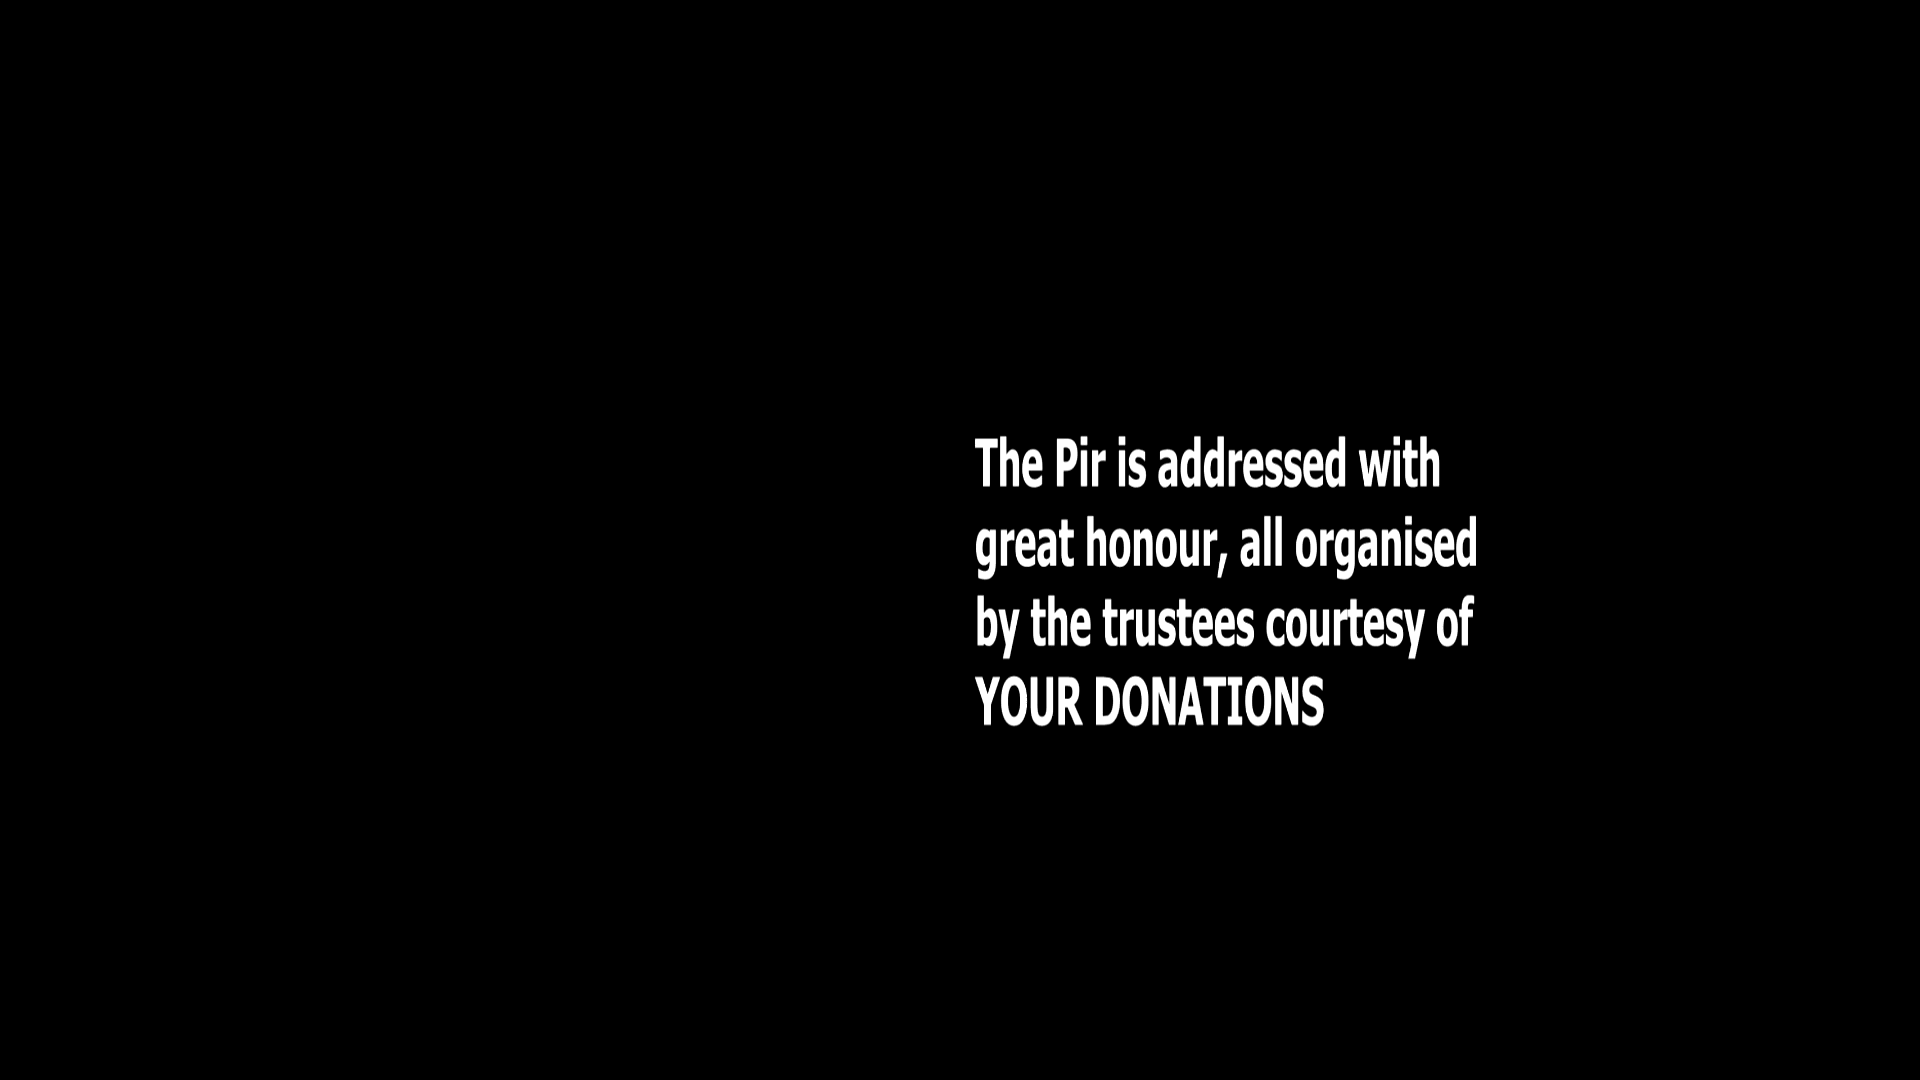 The Pir is addressed with
great honour, all organised
by the trustees courtesy of
YOUR DONATIONS